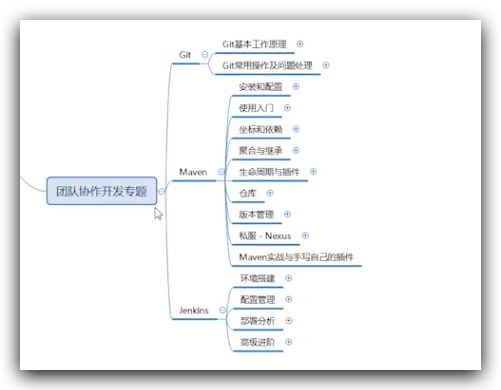 Git
Git基本工作原理
Git常用操作及问题处理
安装和配置
使用入门
坐标和依赖
聚合与继承
Maven
生命周期与插件
团队协作开发专题
仓库
版本管理
私服 - Nexus
Maven实战与手写自己的插件
环境搭建
配置管理
Jenkins
部署分析
高级进阶